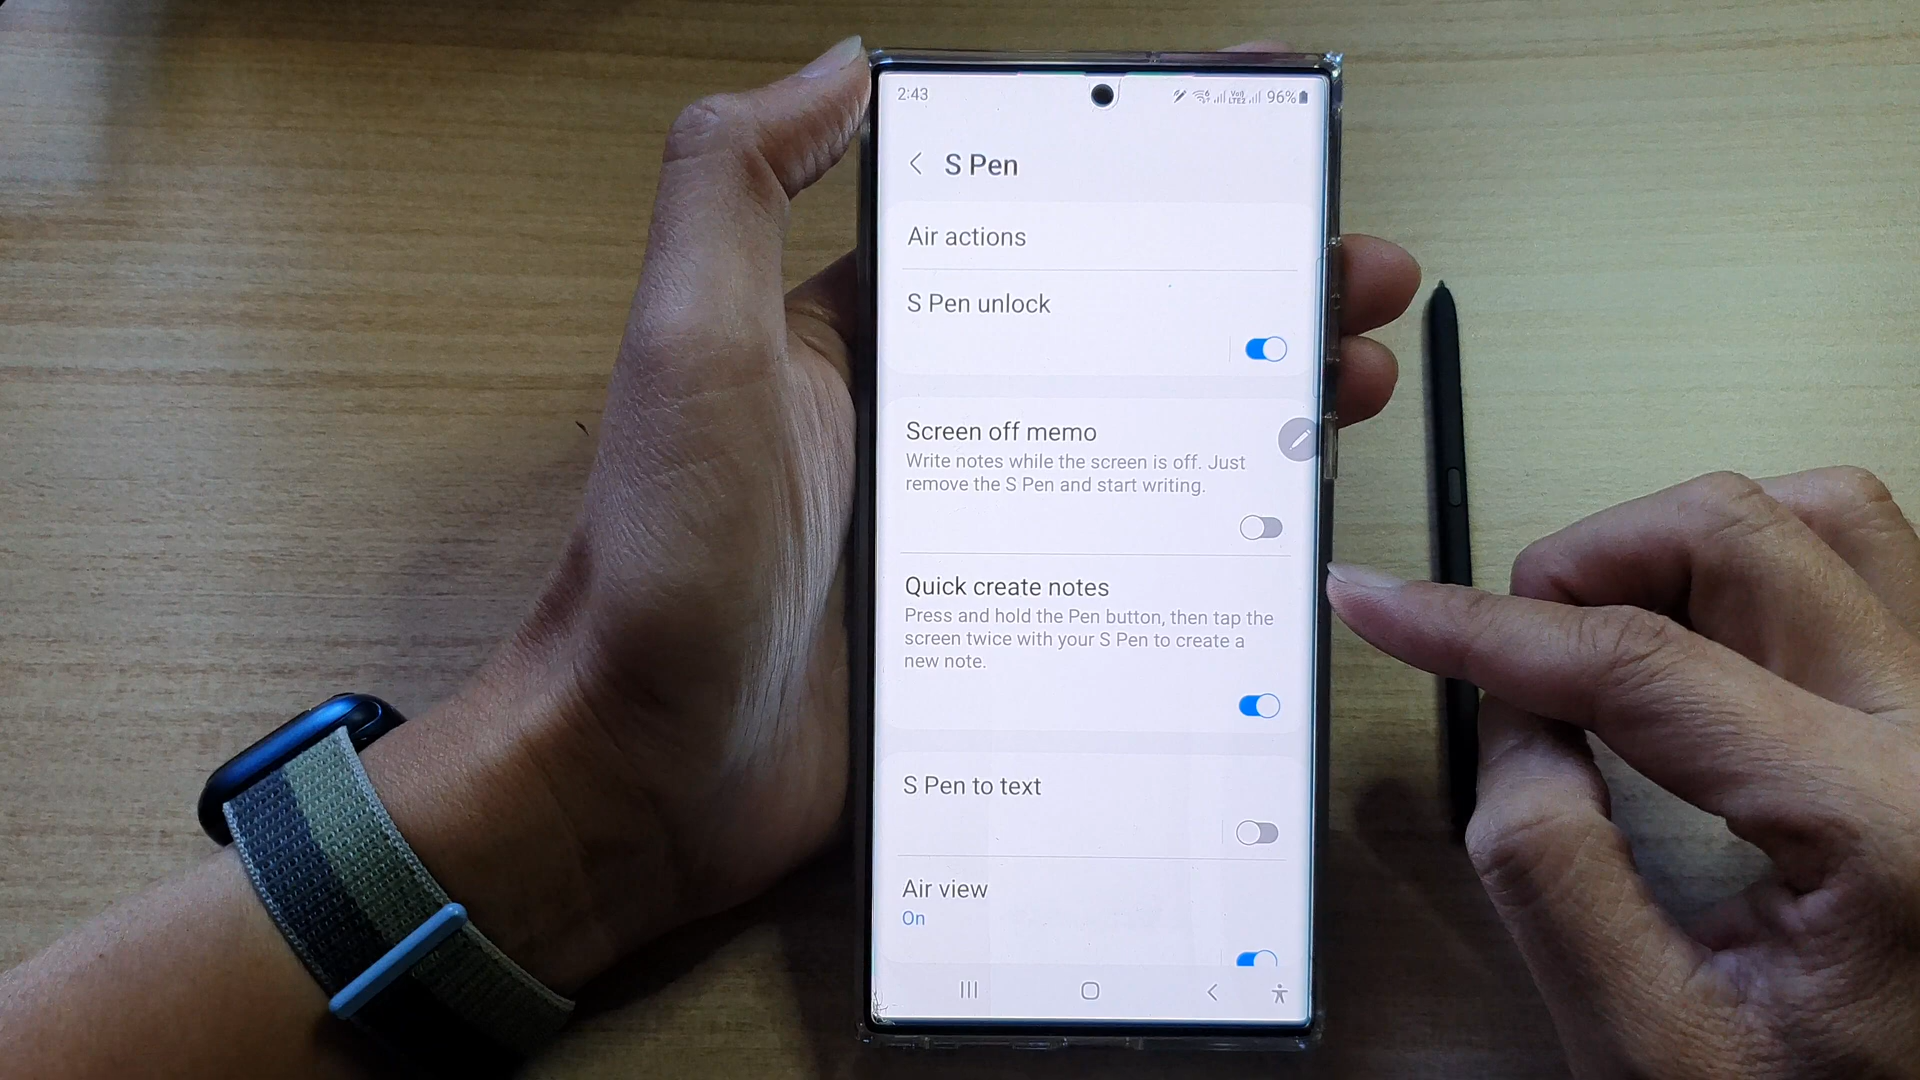 2:43
Vo)) LTE2 96%
S Pen
Air actions
S Pen unlock
Screen off memo
Write notes while the screen is off. Just
remove the S Pen and start writing.
Quick create notes
Press and hold the Pen button, then tap the
screen twice with your S Pen to create a
new note.
S Pen to text
Air view
On